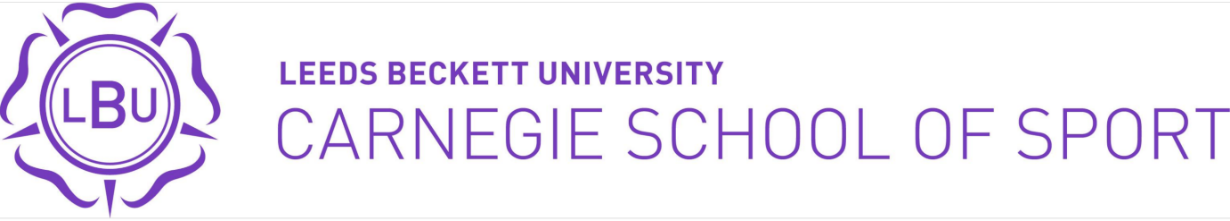 LBU
LEEDS BECKETT UNIVERSITY
CARNEGIE SCHOOL OF SPORT